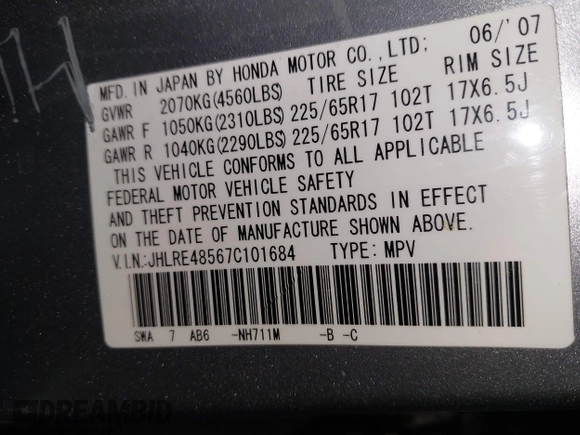 MFD. IN JAPAN BY HONDA MOTOR CO., LTD; 06/'07
GVWR 2070KG(4560LBS) TIRE SIZE RIM SIZE
GAWR F 1050KG(2310LBS) 225/65R17 102T 17X6.5J
GAWR R 1040KG(2290LBS) 225/65R17 102T 17X6.5J
THIS VEHICLE CONFORMS TO ALL APPLICABLE
FEDERAL MOTOR VEHICLE SAFETY
AND THEFT PREVENTION STANDARDS IN EFFECT
ON THE DATE OF MANUFACTURE SHOWN ABOVE.
V.I.N.:JHLRE48567C101684 TYPE: MPV
SWA 7 AB6 -NH711M -B -C
DREAMBID